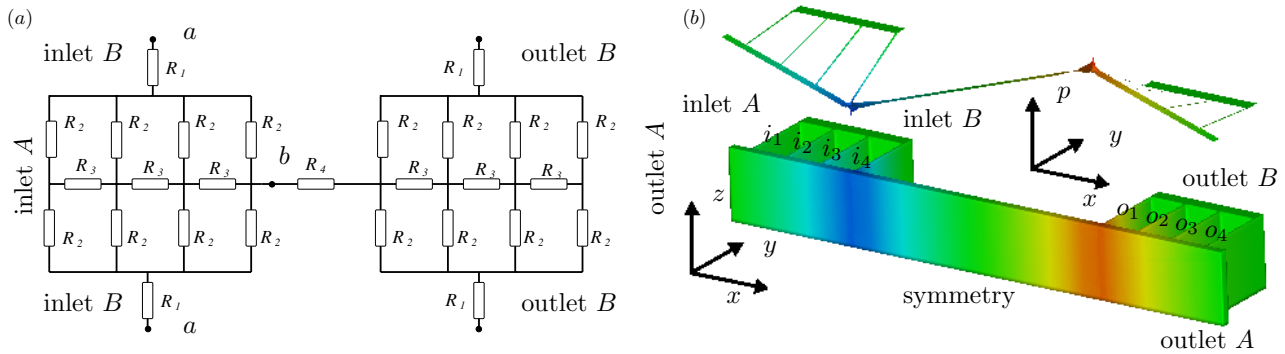 (a)
inlet B a outlet B
R1 R1
R2 R2 R2 R2 R2 R2 R2 R2
inlet A R3 R3 R3 b R4 R3 R3 R3 outlet A
R2 R2 R2 R2 R2 R2 R2 R2
R1 R1
inlet B a outlet B
(b)
p
inlet A inlet B
y
i1 i2 i3 i4
x outlet B
z o1 o2 o3 o4
y
x symmetry
outlet A